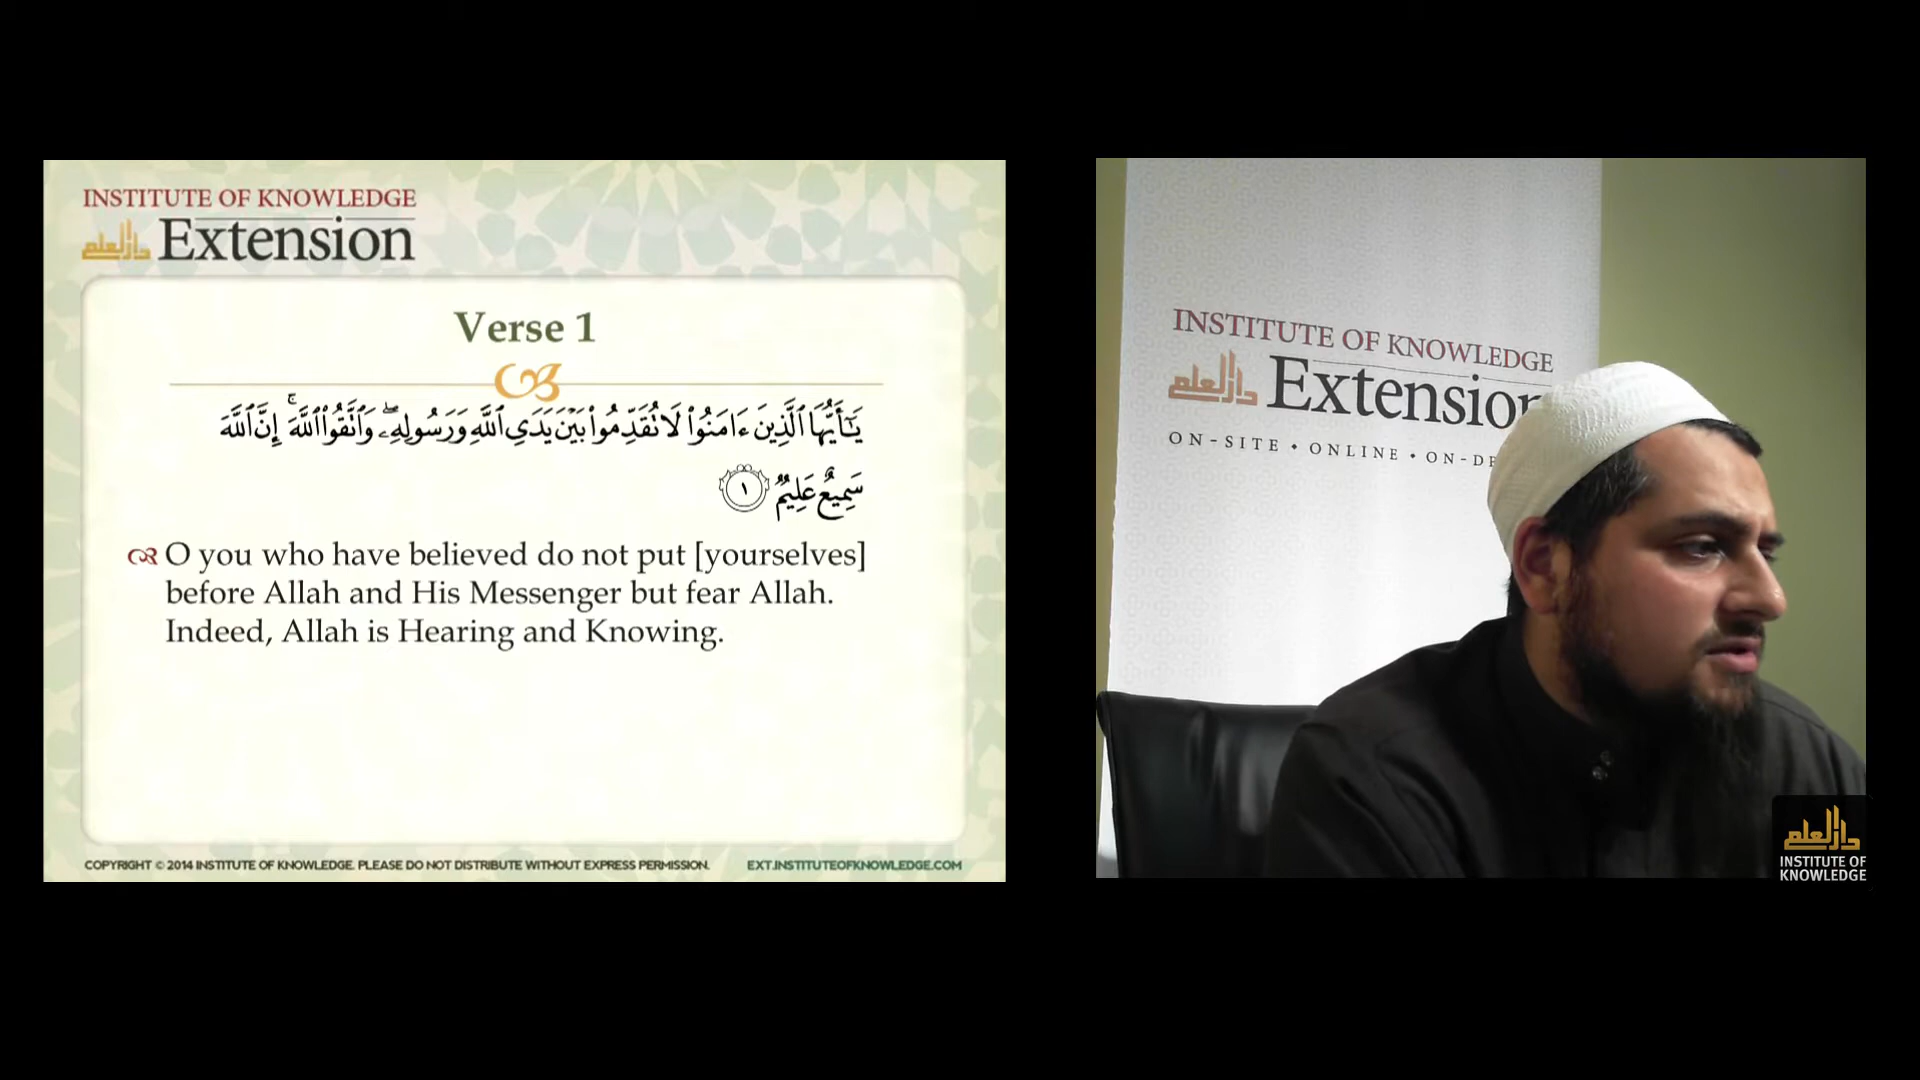 INSTITUTE OF KNOWLEDGE
دار العلم Extension
Verse 1
يَٰٓأَيُّهَا ٱلَّذِينَ ءَامَنُوا۟ لَا تُقَدِّمُوا۟ بَيْنَ يَدَىِ ٱللَّهِ وَرَسُولِهِۦ ۖ وَٱتَّقُوا۟ ٱللَّهَ ۚ إِنَّ ٱللَّهَ
سَمِيعٌ عَلِيمٌ ١
O you who have believed do not put [yourselves]
before Allah and His Messenger but fear Allah.
Indeed, Allah is Hearing and Knowing.
COPYRIGHT © 2014 INSTITUTE OF KNOWLEDGE. PLEASE DO NOT DISTRIBUTE WITHOUT EXPRESS PERMISSION. EXT.INSTITUTEOFKNOWLEDGE.COM
INSTITUTE OF KNOWLEDGE
دار العلم Extension
ON-SITE • ONLINE • ON-DE
دار العلم
INSTITUTE OF
KNOWLEDGE